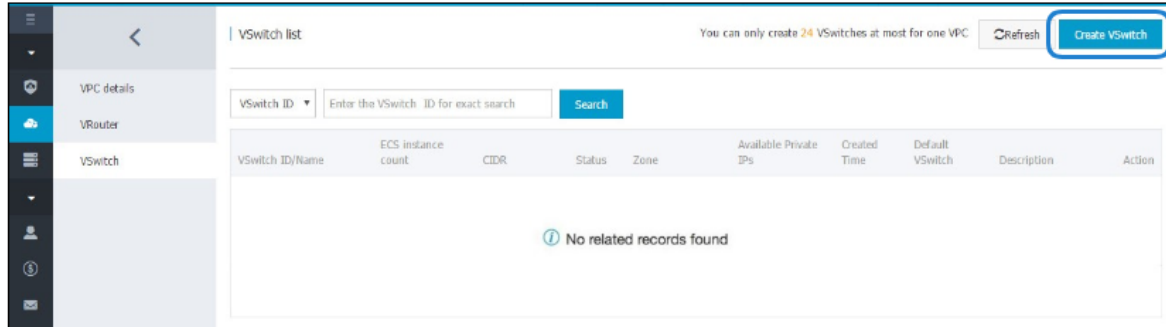 VSwitch list
You can only create 24 VSwitches at most for one VPC
Refresh
Create VSwitch
VPC details
VRouter
VSwitch
VSwitch ID
Enter the VSwitch ID for exact search
Search
VSwitch ID/Name
ECS instance
count
CIDR
Status
Zone
Available Private
IPs
Created
Time
Default
VSwitch
Description
Action
No related records found